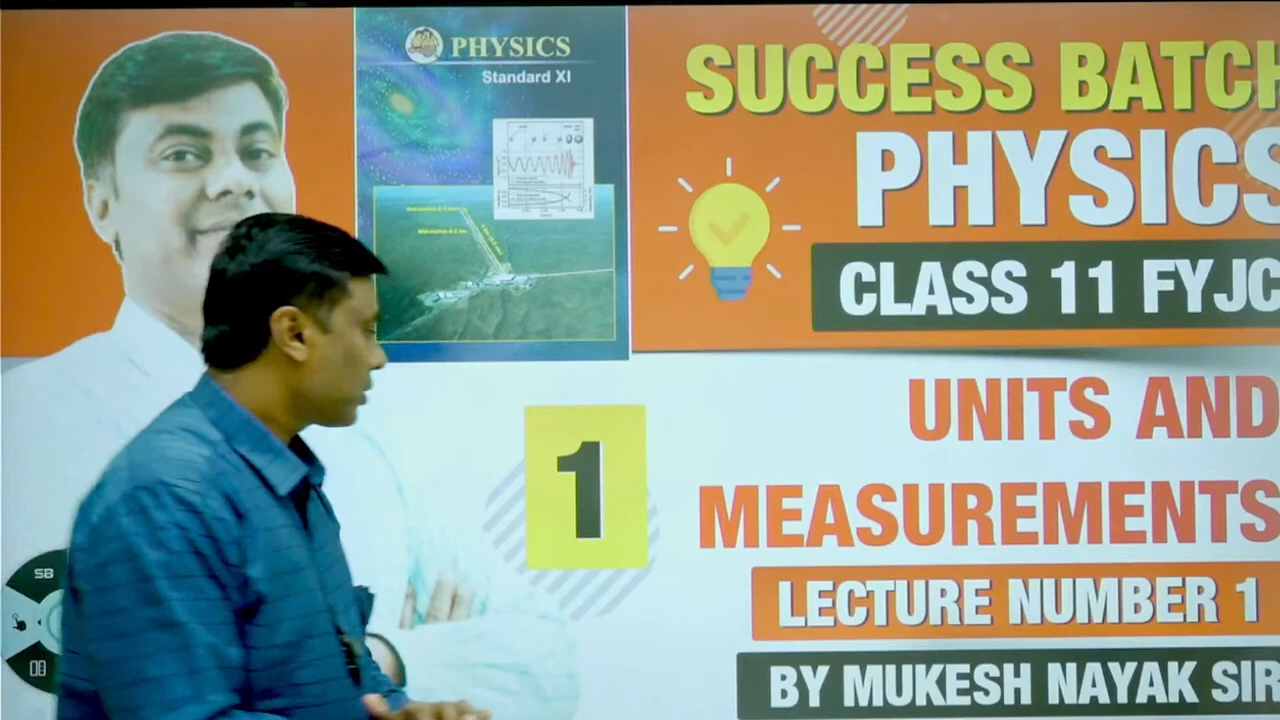 PHYSICS
Standard XI
SUCCESS BATCH
PHYSICS
CLASS 11 FYJC
1
UNITS AND
MEASUREMENTS
LECTURE NUMBER 1
BY MUKESH NAYAK SIR
SB